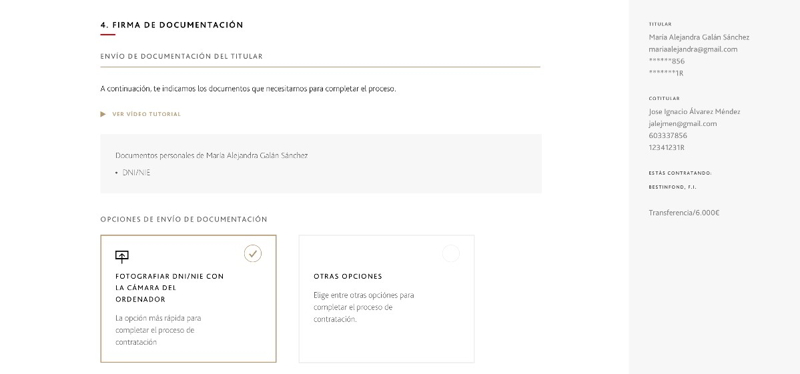 4. FIRMA DE DOCUMENTACIÓN
ENVÍO DE DOCUMENTACIÓN DEL TITULAR
A continuación, te indicamos los documentos que necesitamos para completar el proceso.
VER VÍDEO TUTORIAL
Documentos personales de María Alejandra Galán Sánchez
• DNI/NIE
OPCIONES DE ENVÍO DE DOCUMENTACIÓN
FOTOGRAFIAR DNI/NIE CON
LA CÁMARA DEL
ORDENADOR
La opción más rápida para
completar el proceso de
contratación
OTRAS OPCIONES
Elige entre otras opciónes para
completar el proceso de
contratación.
TITULAR
María Alejandra Galán Sánchez
mariaalejandra@gmail.com
******856
*******1R
COTITULAR
Jose Ignacio Álvarez Méndez
jalejmen@gmail.com
603337856
12341231R
ESTÁS CONTRATANDO:
BESTINFOND, F.I.
Transferencia/6.000€